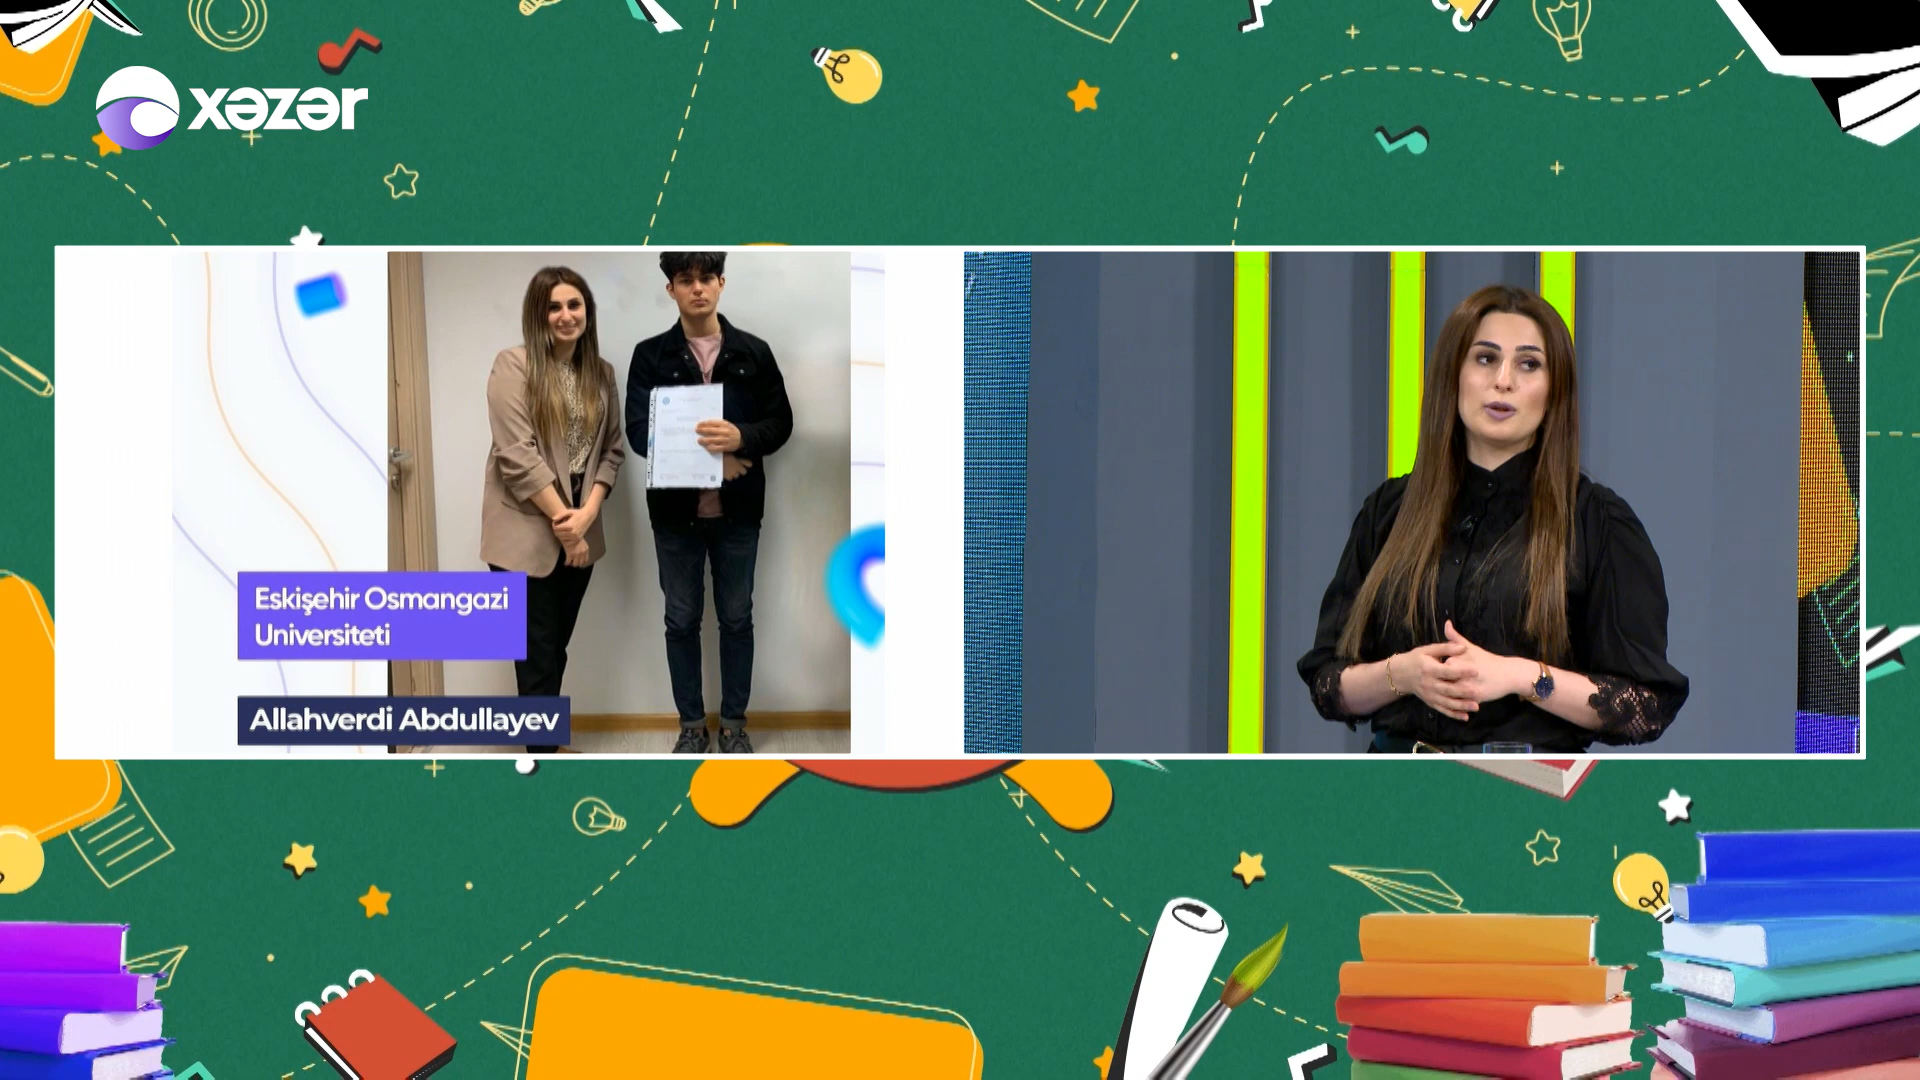 xəzər
Eskişehir Osmangazi
Universiteti
Allahverdi Abdullayev